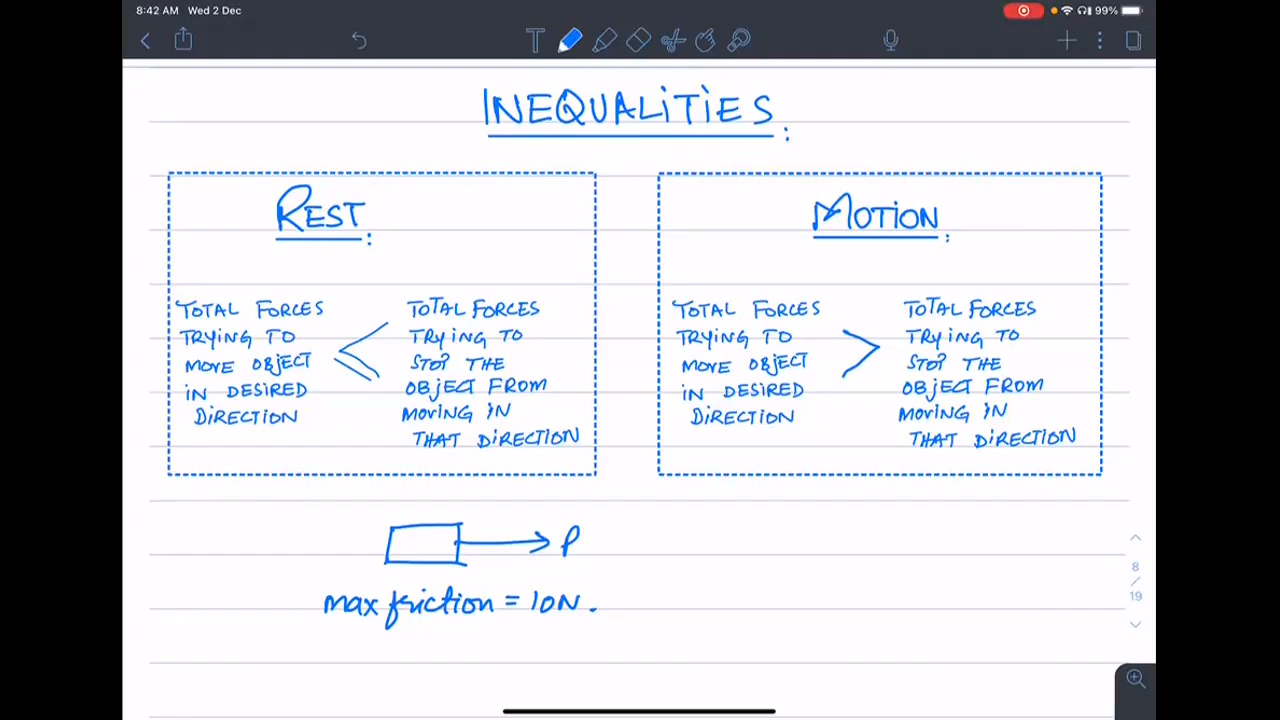 8:42 AM Wed 2 Dec
99%
INEQUALITIES:
REST:
TOTAL FORCES
TRYING TO
MOVE OBJECT
IN DESIRED
DIRECTION
≤
TOTAL FORCES
TRYING TO
STOP THE
OBJECT FROM
MOVING IN
THAT DIRECTION
MOTION:
TOTAL FORCES
TRYING TO
MOVE OBJECT
IN DESIRED
DIRECTION
>
TOTAL FORCES
TRYING TO
STOP THE
OBJECT FROM
MOVING IN
THAT DIRECTION
P
max friction = 10N.
8
/
19